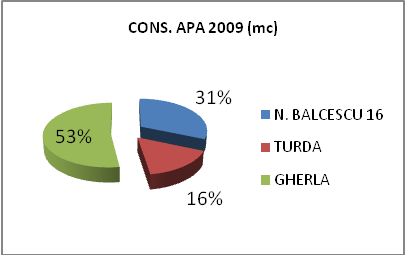 CONS. APA 2009 (mc)
31%
53%
16%
N. BALCESCU 16
TURDA
GHERLA